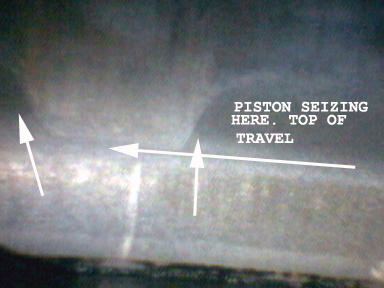 PISTON SEIZING
HERE. TOP OF
TRAVEL